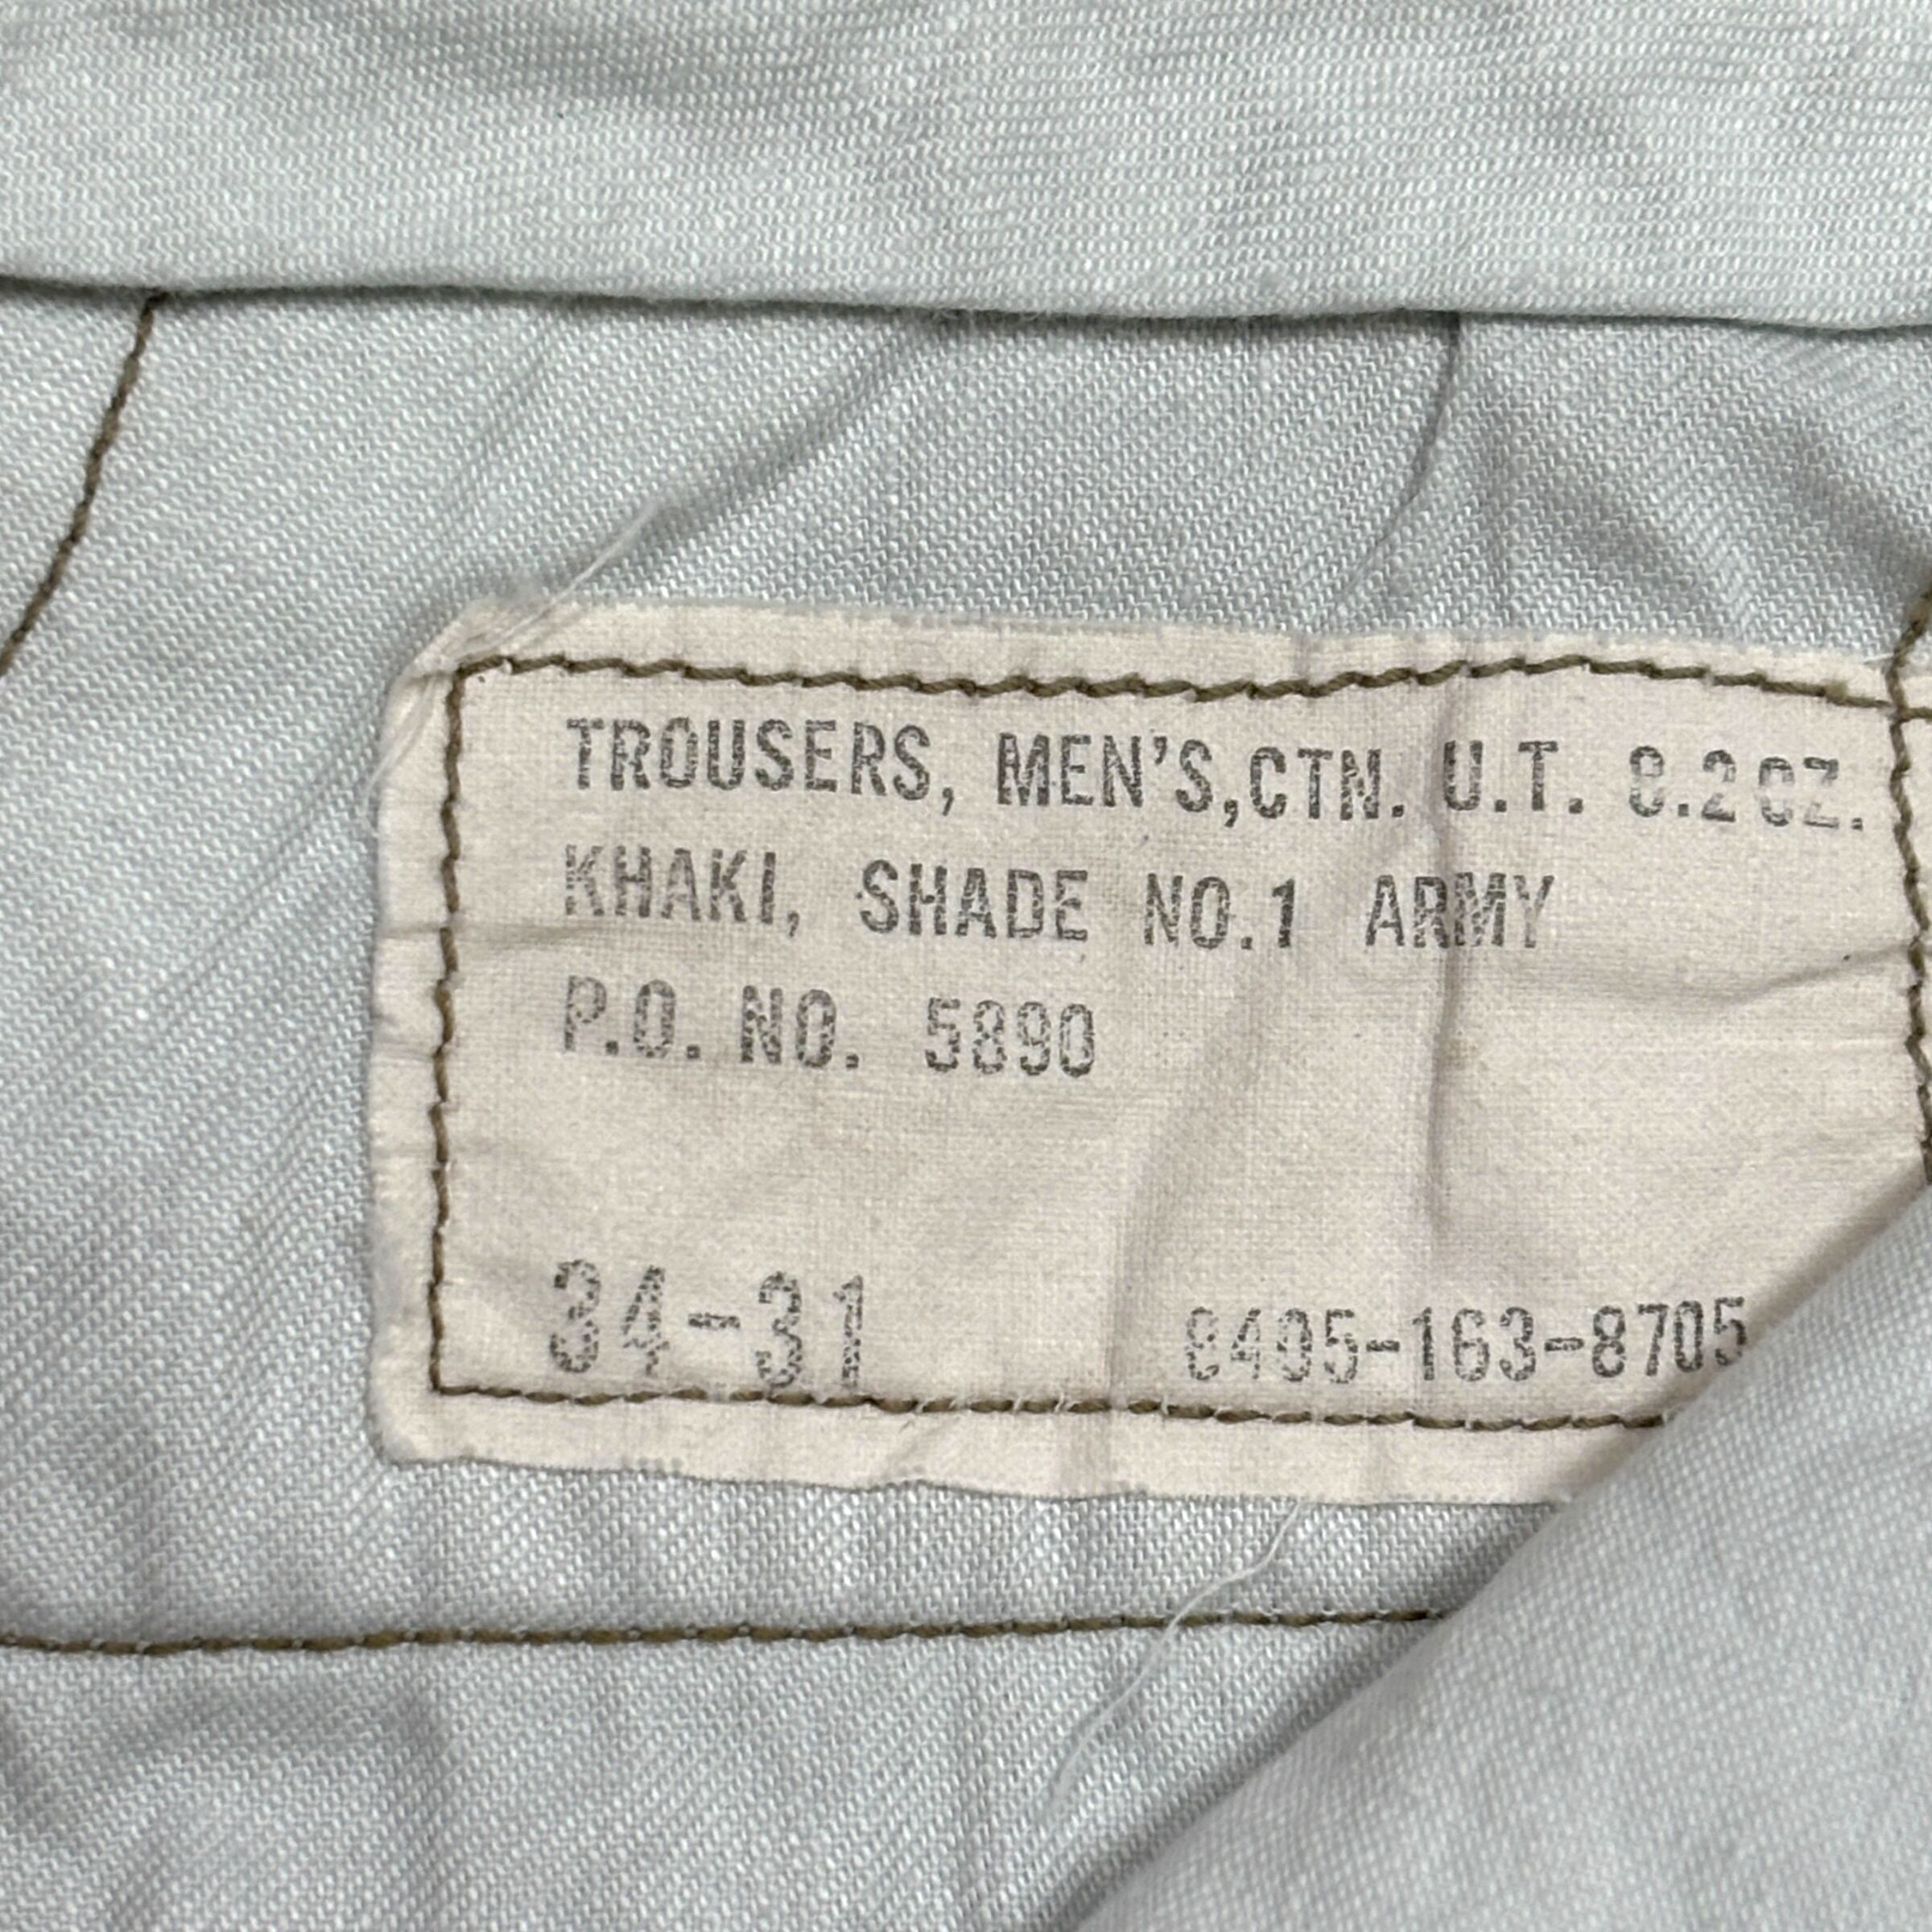 TROUSERS, MEN'S,CTN. U.T. 8.2 OZ.
KHAKI, SHADE NO.1 ARMY
P.O. NO. 5890
34-31
8405-163-8705